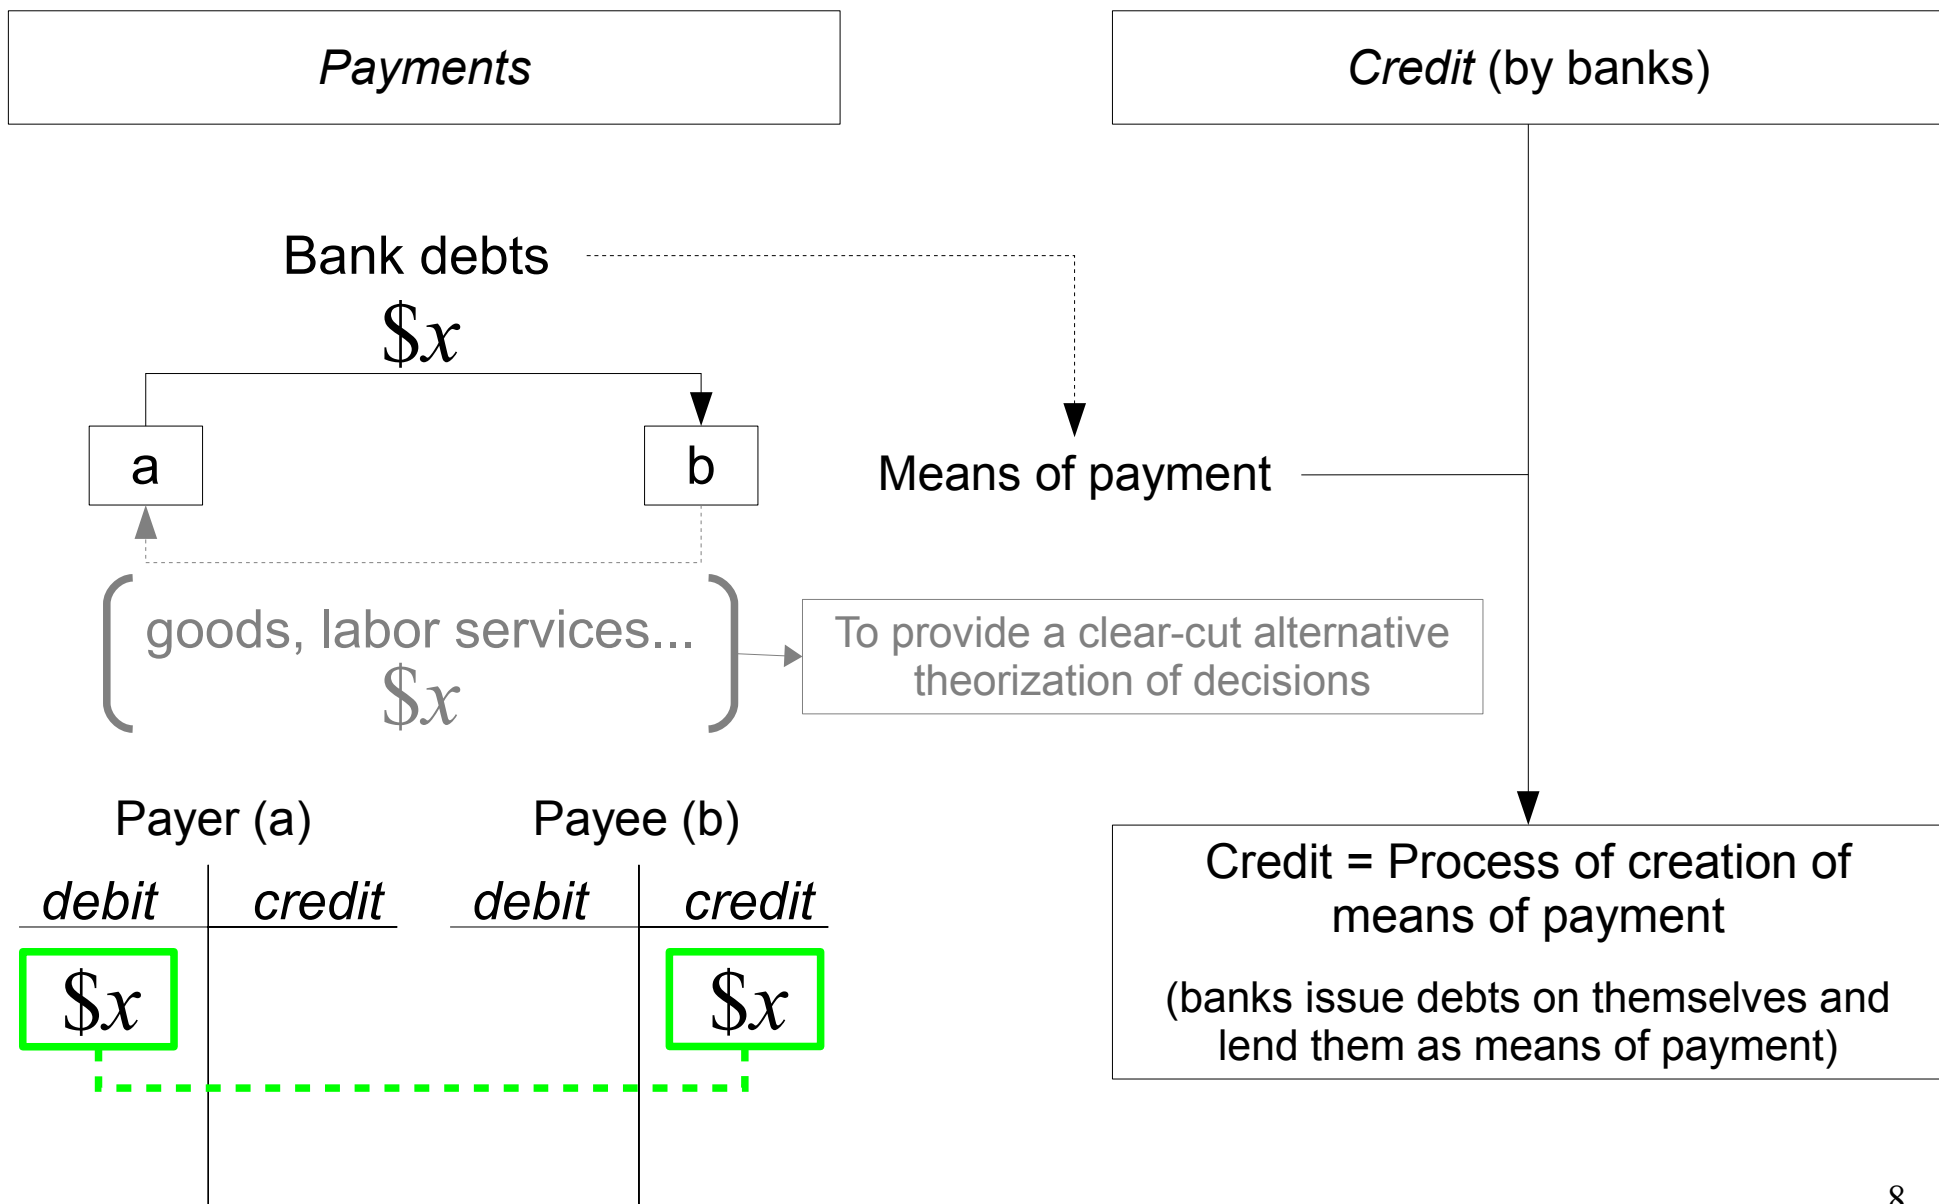 Payments
Credit (by banks)
Bank debts
$x
a
b
Means of payment
goods, labor services...
$x
To provide a clear-cut alternative
theorization of decisions
Payer (a)
Payee (b)
debit
credit
debit
credit
$x
$x
Credit = Process of creation of
means of payment
(banks issue debts on themselves and
lend them as means of payment)
8